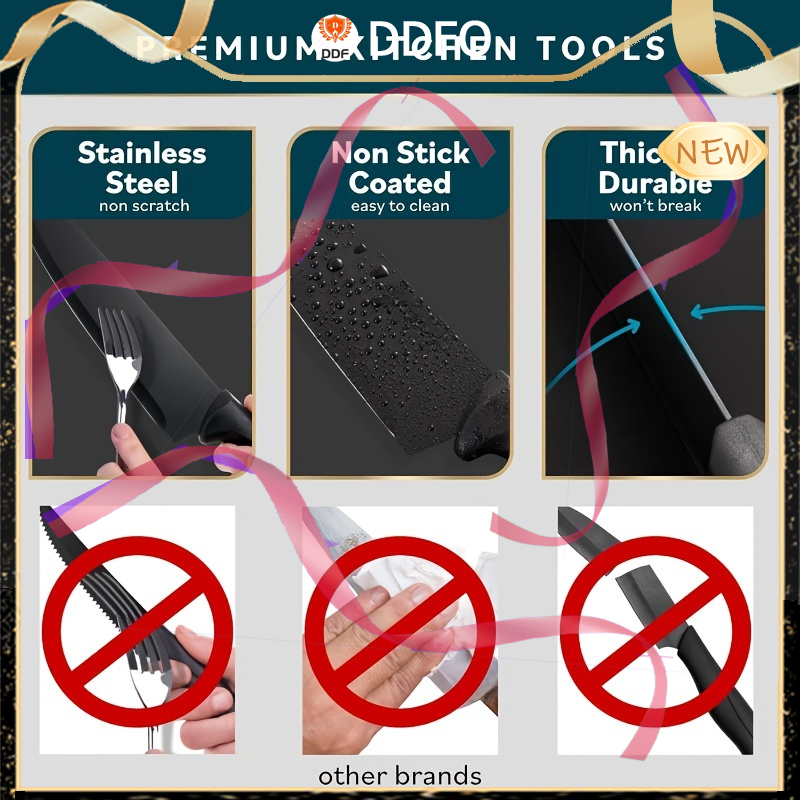 DDFO
D
DDF
PREMIUM KITCHEN TOOLS
Stainless
Steel
non scratch
Non Stick
Coated
easy to clean
NEW
Durable
won't break
other brands